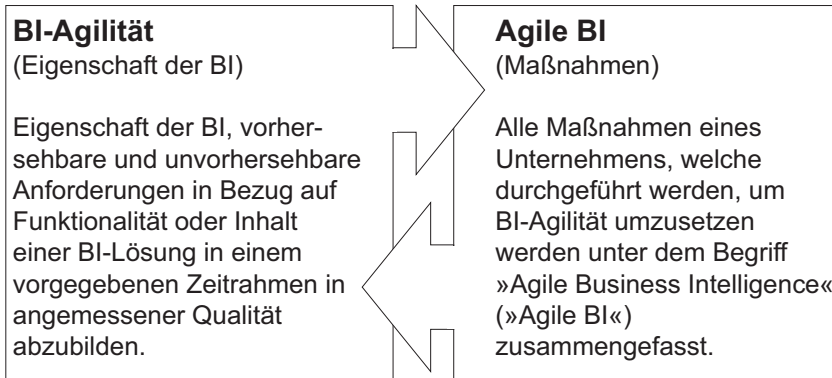 BI-Agilität
(Eigenschaft der BI)
Eigenschaft der BI, vorher-
sehbare und unvorhersehbare
Anforderungen in Bezug auf
Funktionalität oder Inhalt
einer BI-Lösung in einem
vorgegebenen Zeitrahmen in
angemessener Qualität
abzubilden.
Agile BI
(Maßnahmen)
Alle Maßnahmen eines
Unternehmens, welche
durchgeführt werden, um
BI-Agilität umzusetzen
werden unter dem Begriff
»Agile Business Intelligence«
(»Agile BI«)
zusammengefasst.